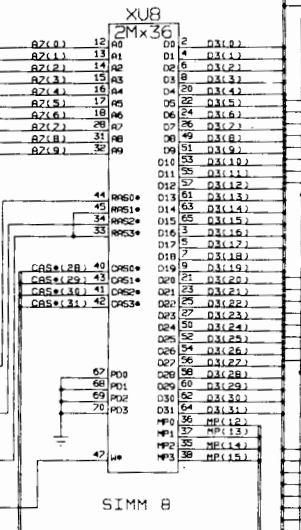 XU8
2Mx36
A7(0) 12 A0 D0 2 D3(0)
A7(1) 13 A1 D1 4 D3(1)
A7(2) 14 A2 D2 6 D3(2)
A7(3) 15 A3 D3 8 D3(3)
A7(4) 16 A4 D4 20 D3(4)
A7(5) 17 A5 D5 22 D3(5)
A7(6) 18 A6 D6 24 D3(6)
A7(7) 28 A7 D7 26 D3(7)
A7(8) 31 A8 D8 49 D3(8)
A7(9) 32 A9 D9 51 D3(9)
D10 53 D3(10)
D11 55 D3(11)
D12 57 D3(12)
44 RAS0* D13 61 D3(13)
45 RAS1* D14 63 D3(14)
34 RAS2* D15 65 D3(15)
33 RAS3* D16 3 D3(16)
D17 5 D3(17)
D18 7 D3(18)
CAS*(28) 40 CAS0* D19 9 D3(19)
CAS*(29) 43 CAS1* D20 21 D3(20)
CAS*(30) 41 CAS2* D21 23 D3(21)
CAS*(31) 42 CAS3* D22 25 D3(22)
D23 27 D3(23)
D24 50 D3(24)
D25 52 D3(25)
D26 54 D3(26)
D27 56 D3(27)
67 PD0 D28 58 D3(28)
68 PD1 D29 60 D3(29)
69 PD2 D30 62 D3(30)
70 PD3 D31 64 D3(31)
MP0 36 MP(12)
MP1 37 MP(13)
MP2 35 MP(14)
47 W* MP3 38 MP(15)
SIMM 8